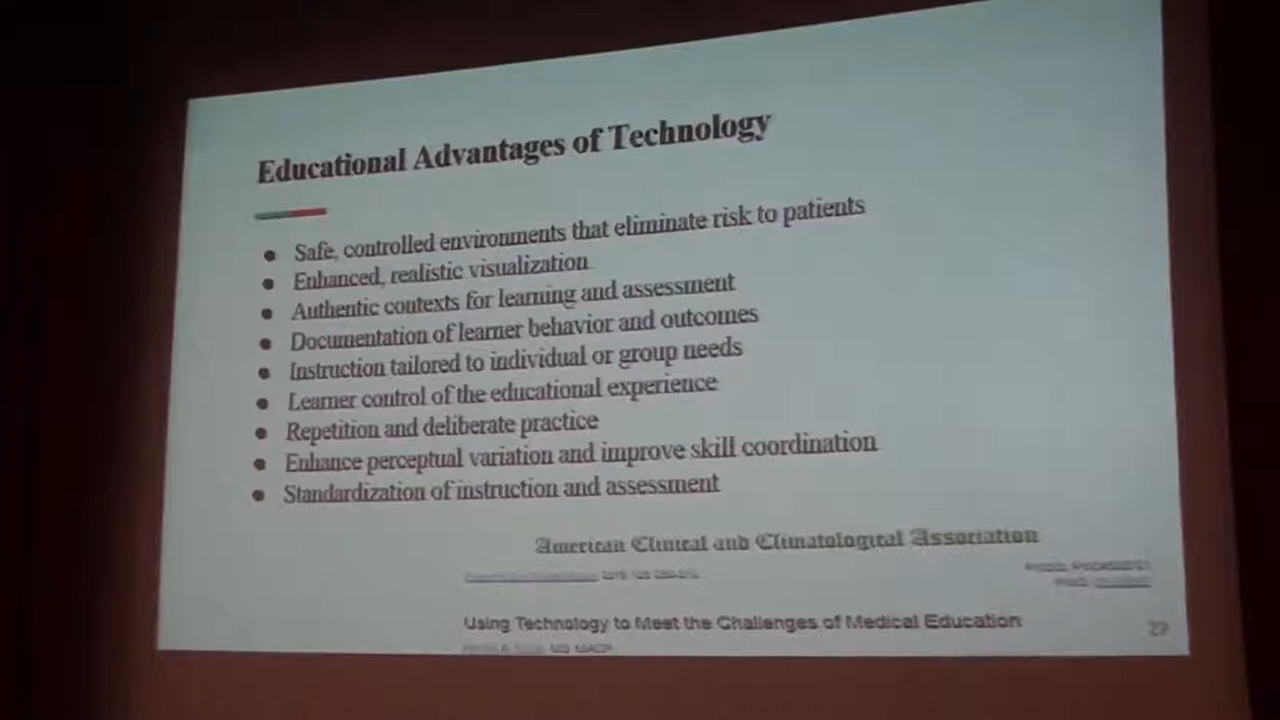 Educational Advantages of Technology
● Safe, controlled environments that eliminate risk to patients
● Enhanced, realistic visualization
● Authentic contexts for learning and assessment
● Documentation of learner behavior and outcomes
● Instruction tailored to individual or group needs
● Learner control of the educational experience
● Repetition and deliberate practice
● Enhance perceptual variation and improve skill coordination
● Standardization of instruction and assessment
American Clinical and Climatological Association
Using Technology to Meet the Challenges of Medical Education